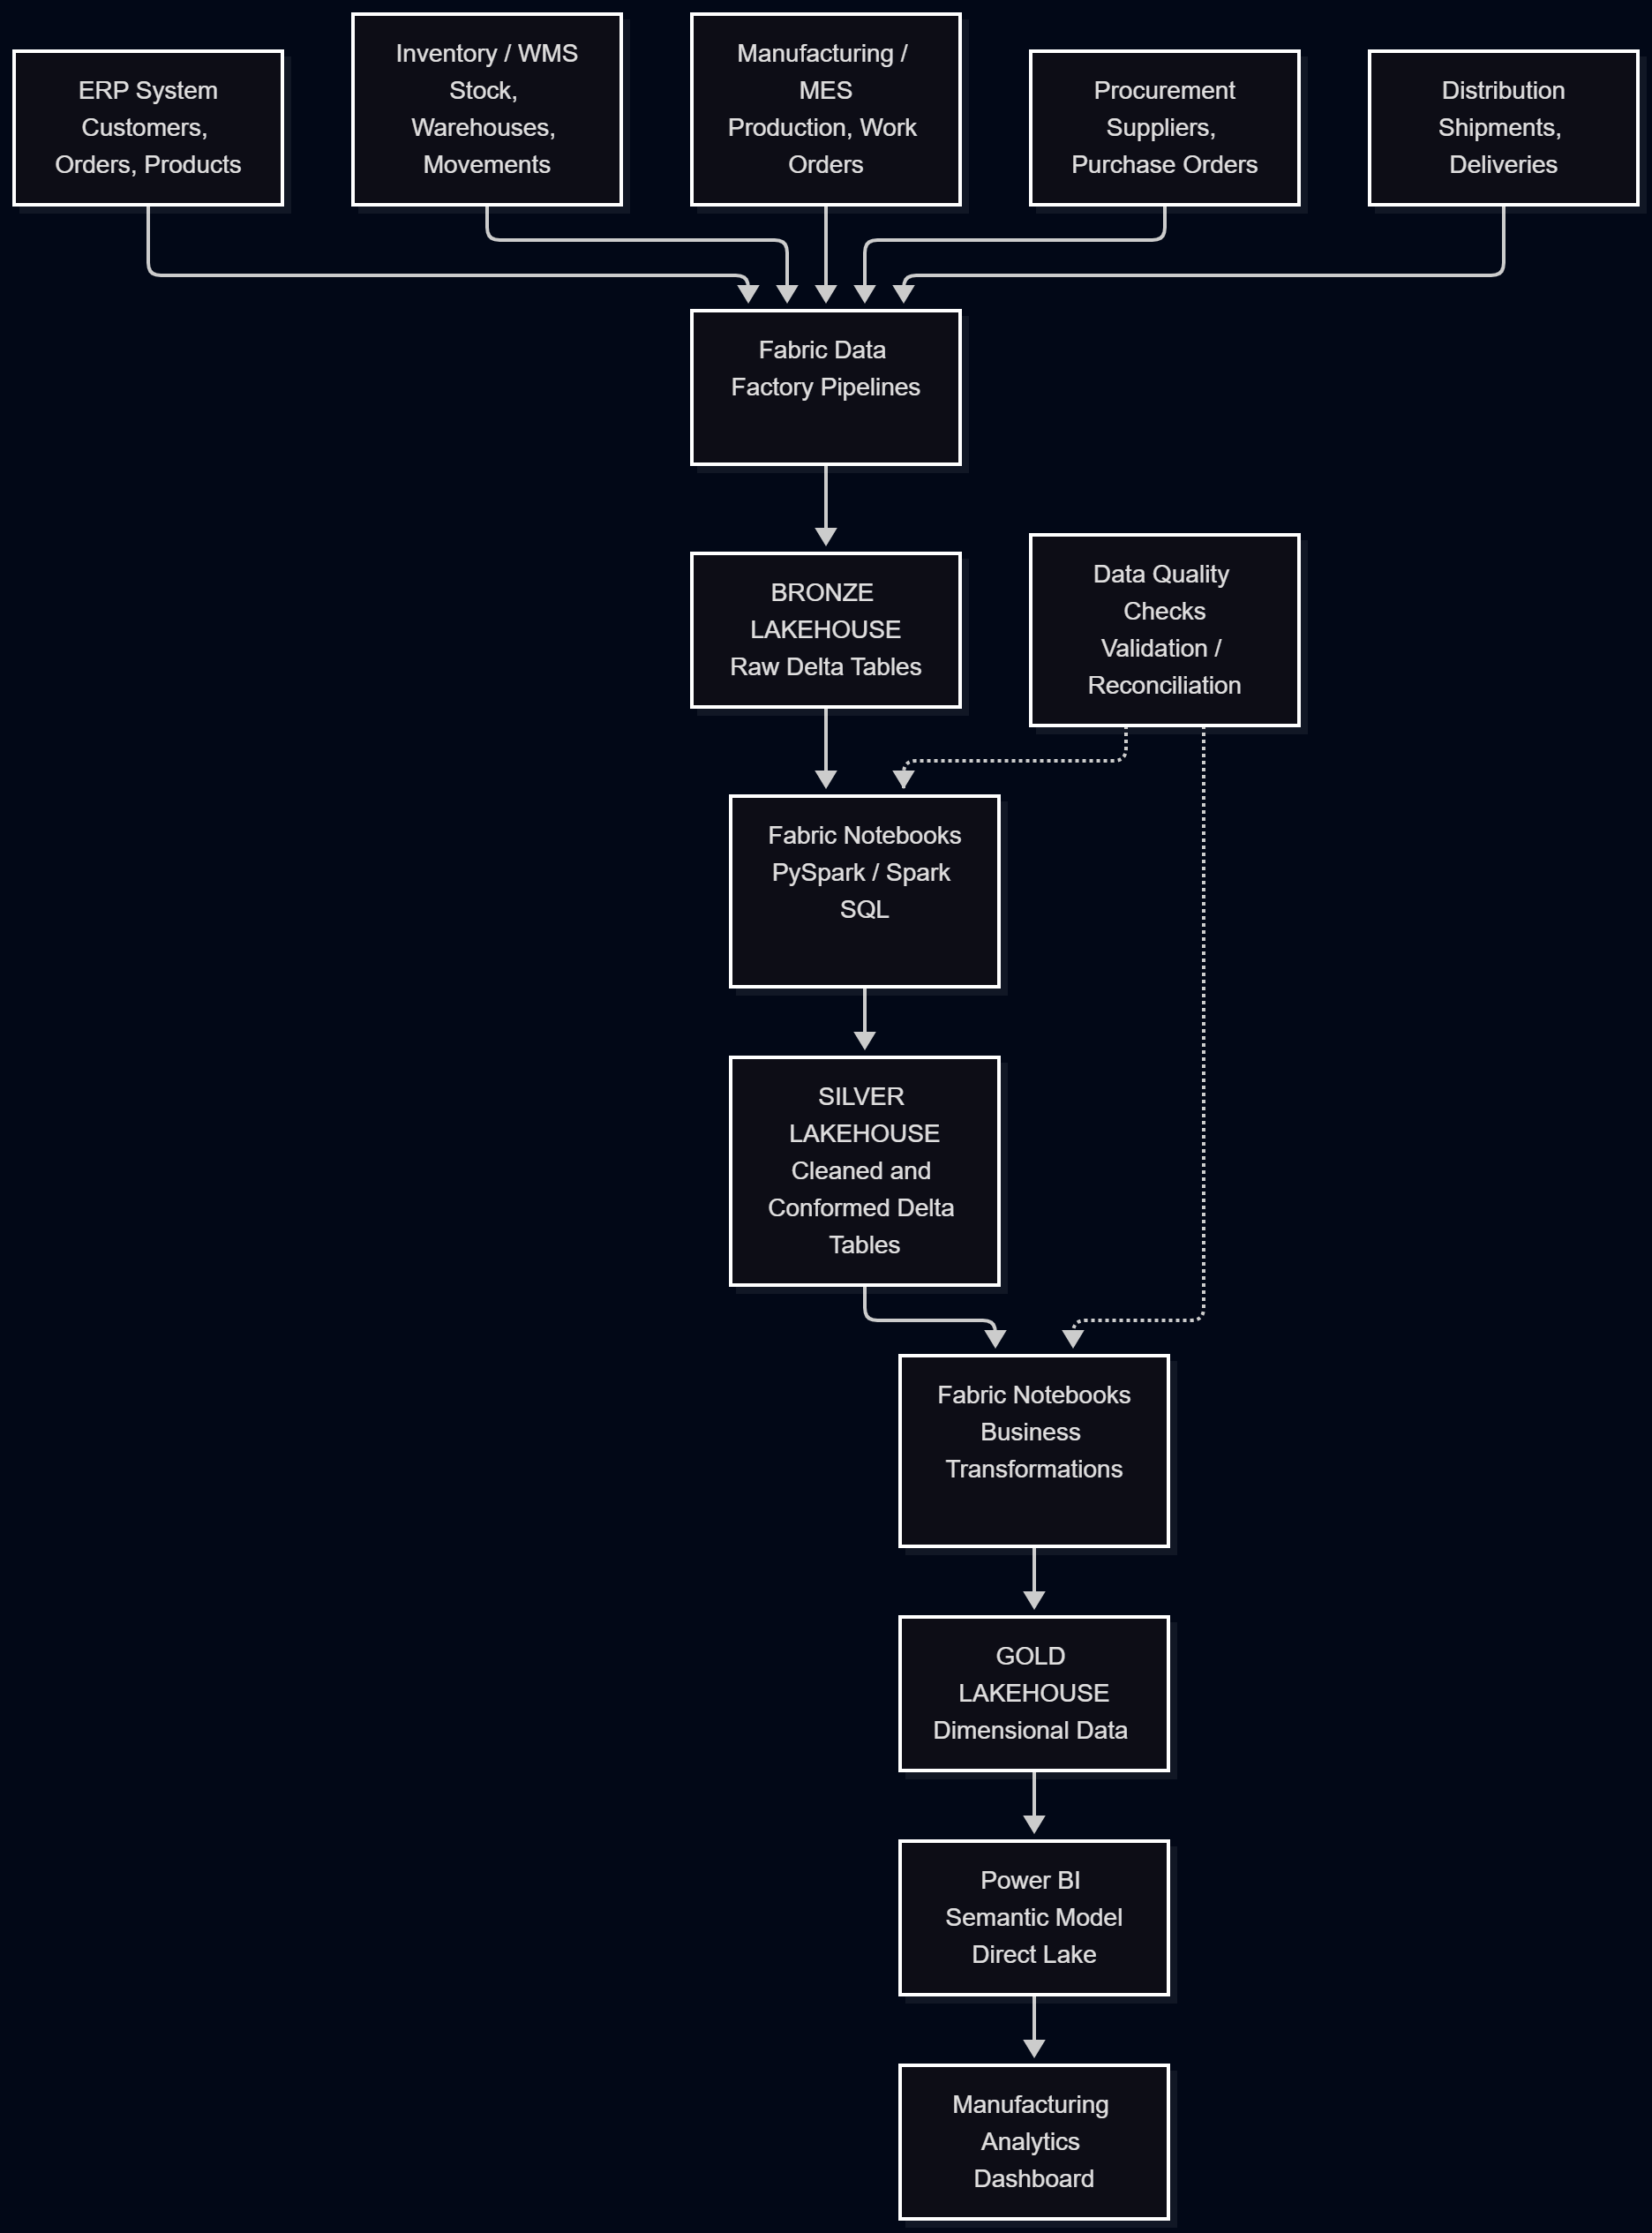 ERP System
Customers,
Orders, Products
Inventory / WMS
Stock,
Warehouses,
Movements
Manufacturing /
MES
Production, Work
Orders
Procurement
Suppliers,
Purchase Orders
Distribution
Shipments,
Deliveries
Fabric Data
Factory Pipelines
BRONZE
LAKEHOUSE
Raw Delta Tables
Data Quality
Checks
Validation /
Reconciliation
Fabric Notebooks
PySpark / Spark
SQL
SILVER
LAKEHOUSE
Cleaned and
Conformed Delta
Tables
Fabric Notebooks
Business
Transformations
GOLD
LAKEHOUSE
Dimensional Data
Power BI
Semantic Model
Direct Lake
Manufacturing
Analytics
Dashboard